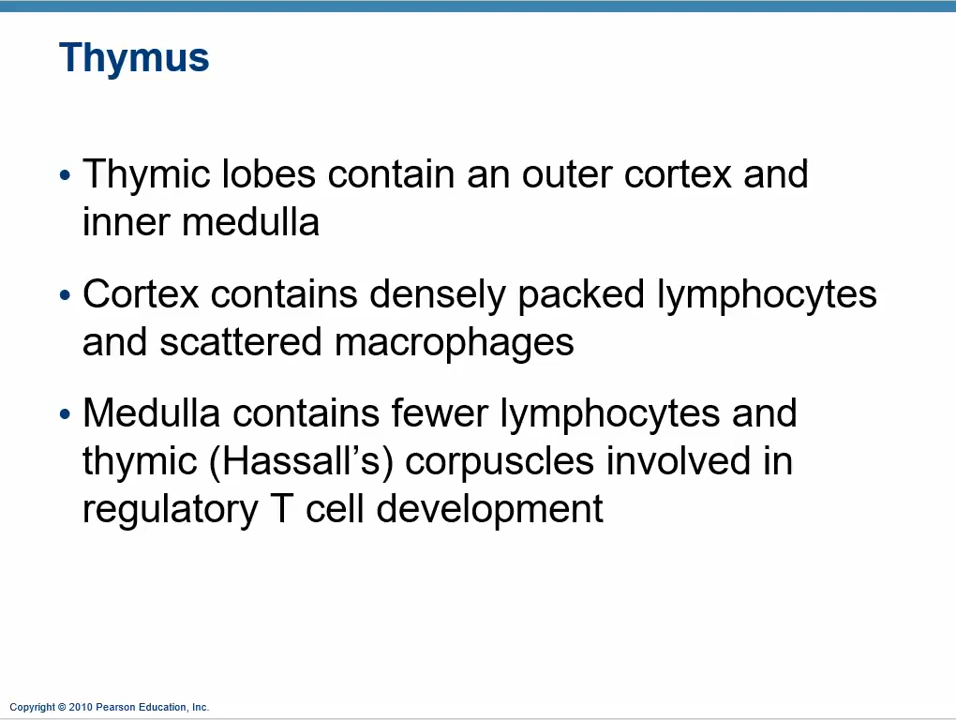 Thymus
• Thymic lobes contain an outer cortex and
inner medulla
• Cortex contains densely packed lymphocytes
and scattered macrophages
• Medulla contains fewer lymphocytes and
thymic (Hassall’s) corpuscles involved in
regulatory T cell development
Copyright © 2010 Pearson Education, Inc.